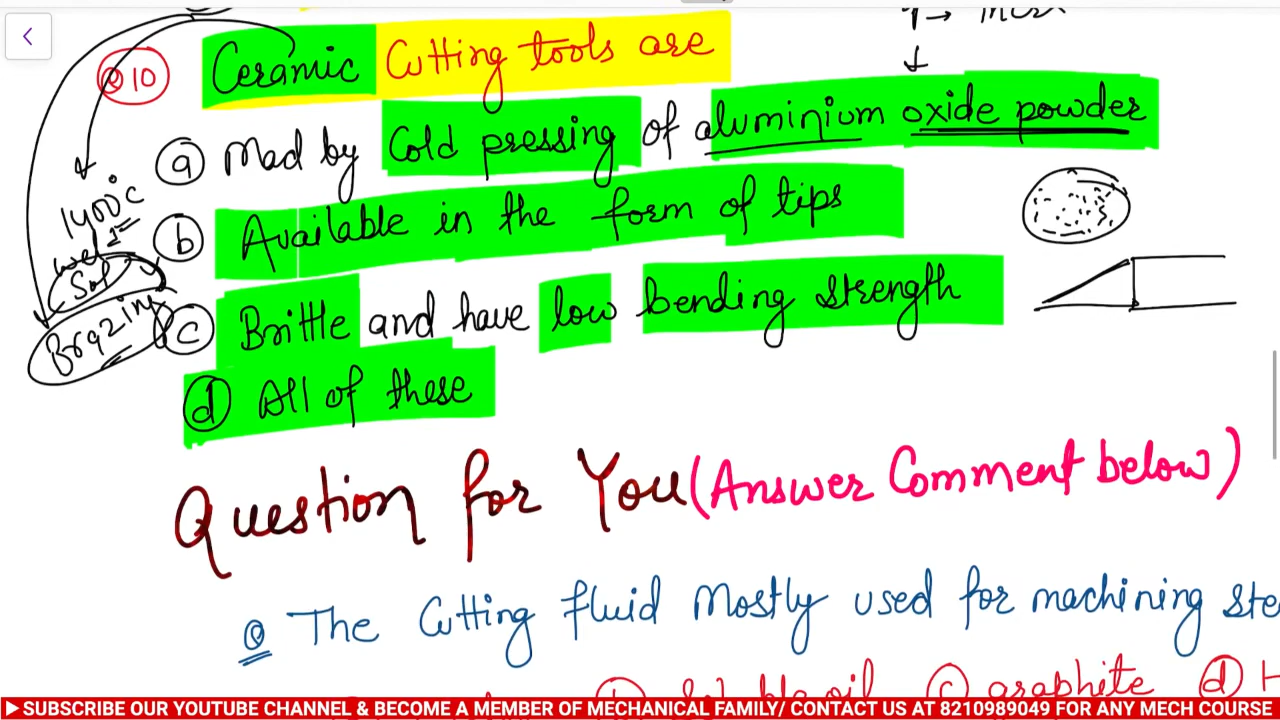 Q10 Ceramic Cutting tools are
a Mad by Cold pressing of aluminium oxide powder
b Available in the form of tips
1400°c
c Brittle and have low bending strength
Brazing
d All of these
Question for You (Answer Comment below)
Q The Cutting fluid Mostly used for machining ste
b c graphite d H
▶ SUBSCRIBE OUR YOUTUBE CHANNEL & BECOME A MEMBER OF MECHANICAL FAMILY/ CONTACT US AT 8210989049 FOR ANY MECH COURSE